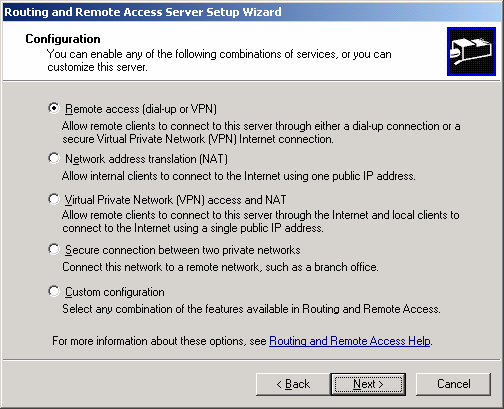 Routing and Remote Access Server Setup Wizard
Configuration
You can enable any of the following combinations of services, or you can
customize this server.
Remote access (dial-up or VPN)
Allow remote clients to connect to this server through either a dial-up connection or a
secure Virtual Private Network (VPN) Internet connection.
Network address translation (NAT)
Allow internal clients to connect to the Internet using one public IP address.
Virtual Private Network (VPN) access and NAT
Allow remote clients to connect to this server through the Internet and local clients to
connect to the Internet using a single public IP address.
Secure connection between two private networks
Connect this network to a remote network, such as a branch office.
Custom configuration
Select any combination of the features available in Routing and Remote Access.
For more information about these options, see Routing and Remote Access Help.
< Back Next > Cancel